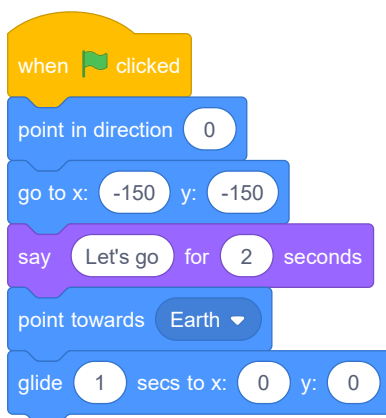 when clicked
point in direction 0
go to x: -150 y: -150
say Let's go for 2 seconds
point towards Earth
glide 1 secs to x: 0 y: 0